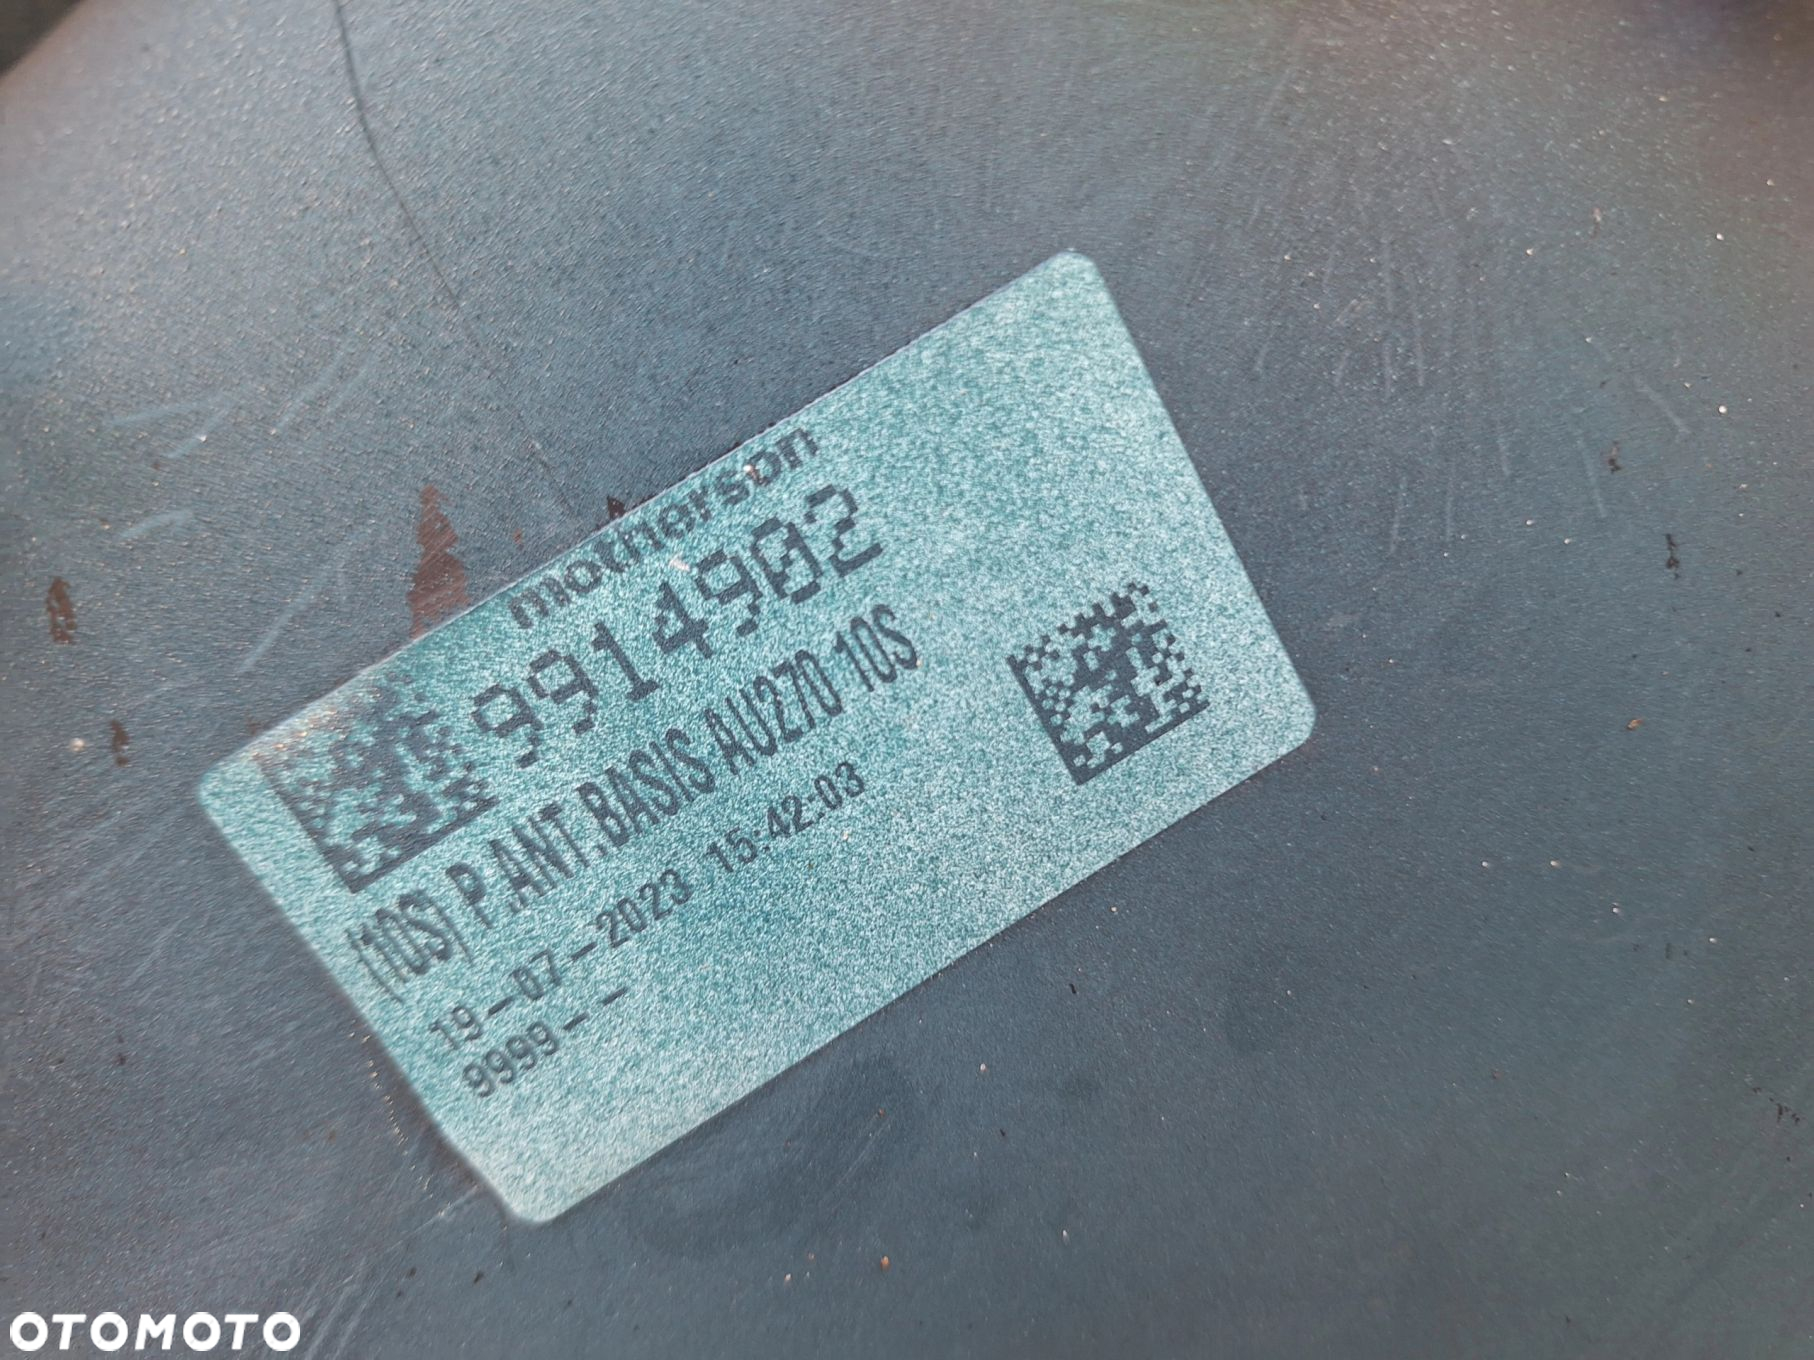 motherson
9914902
(10S) P.ANT.BASIS AU270 10S
19-07-2023 15:42:03
9999- -
OTOMOTO